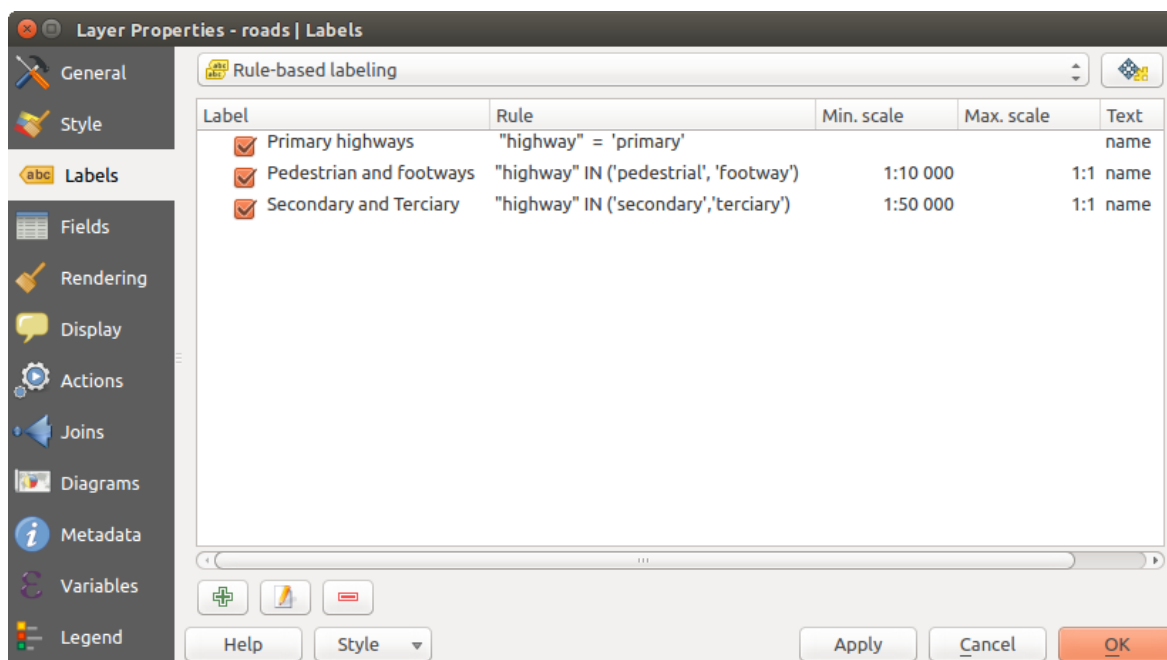 Layer Properties - roads | Labels
General
Style
abc Labels
Fields
Rendering
Display
Actions
Joins
Diagrams
Metadata
Variables
Legend
abc abc Rule-based labeling
Label Rule Min. scale Max. scale Text
Primary highways "highway" = 'primary' name
Pedestrian and footways "highway" IN ('pedestrial', 'footway') 1:10 000 1:1 name
Secondary and Terciary "highway" IN ('secondary','terciary') 1:50 000 1:1 name
Help Style Apply Cancel OK